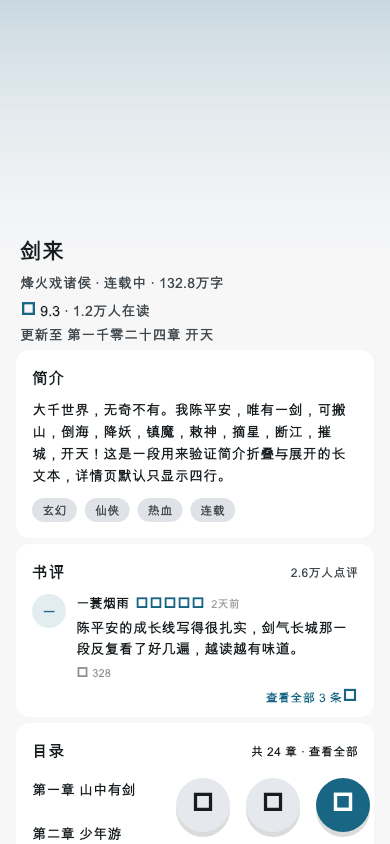 剑来
烽火戏诸侯 · 连载中 · 132.8万字
9.3 · 1.2万人在读
更新至 第一千零二十四章 开天
简介
大千世界，无奇不有。我陈平安，唯有一剑，可搬
山，倒海，降妖，镇魔，敕神，摘星，断江，摧
城，开天！这是一段用来验证简介折叠与展开的长
文本，详情页默认只显示四行。
玄幻 仙侠 热血 连载
书评 2.6万人点评
一
一蓑烟雨 2天前
陈平安的成长线写得很扎实，剑气长城那一
段反复看了好几遍，越读越有味道。
328
查看全部 3 条
目录 共 24 章 · 查看全部
第一章 山中有剑
第二章 少年游